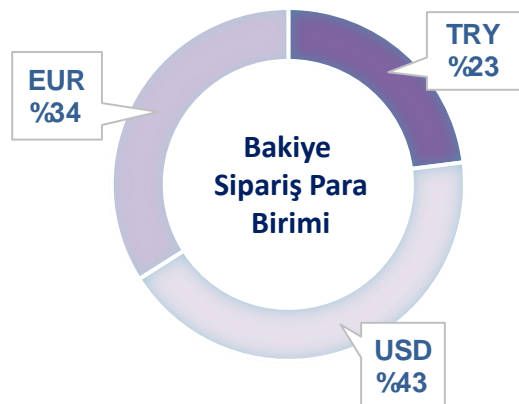 TRY
%23
EUR
%34
Bakiye
Sipariş Para
Birimi
USD
%43